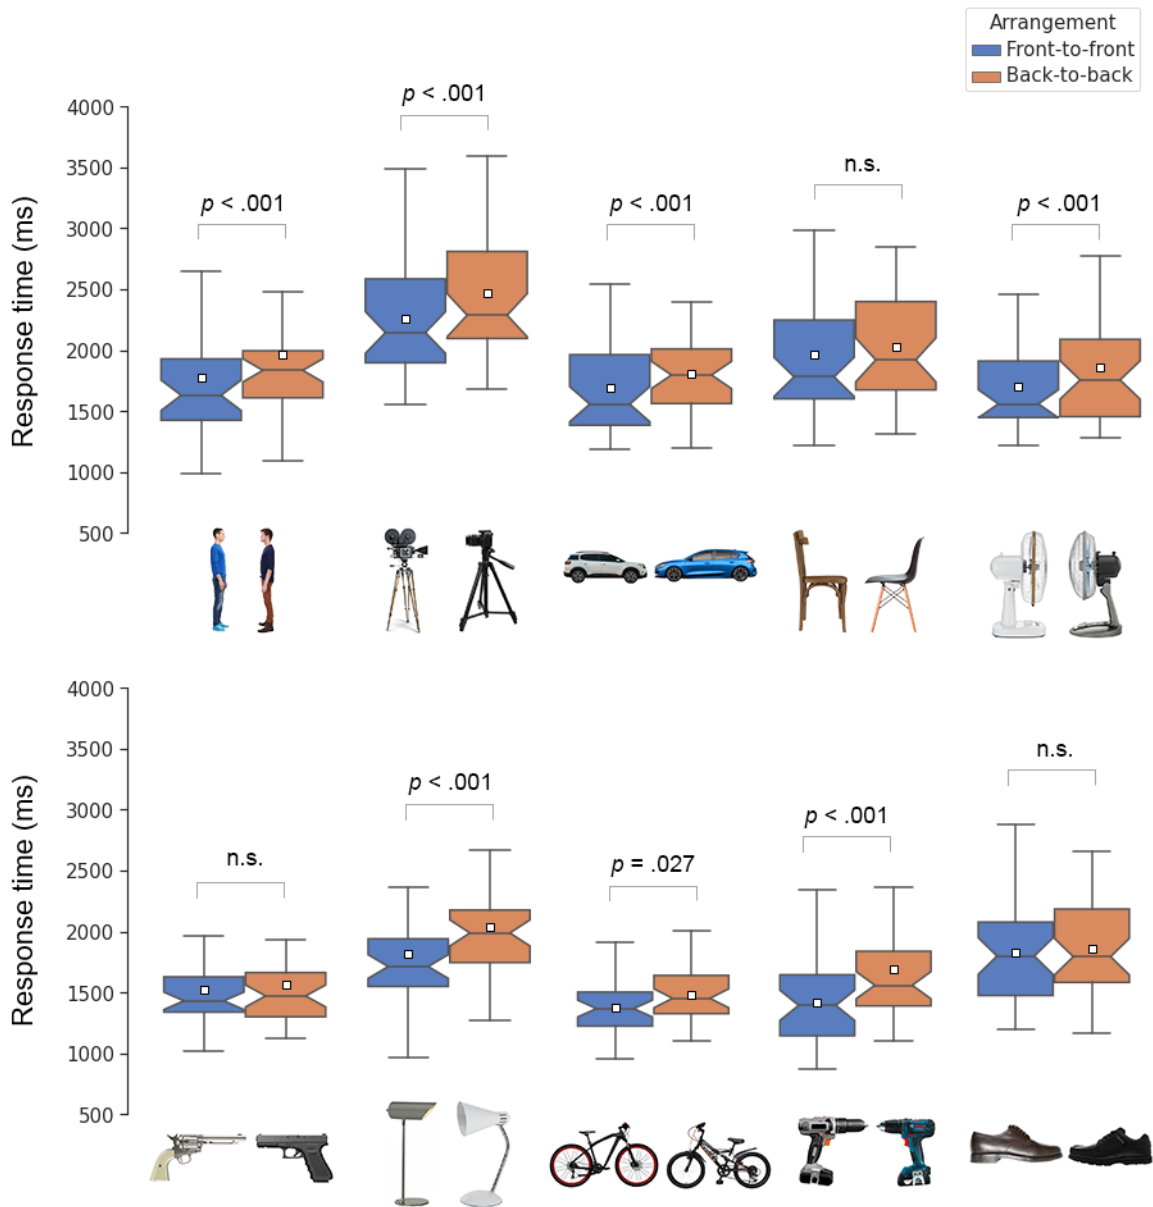 Arrangement
Front-to-front
Back-to-back
Response time (ms)
4000
3500
3000
2500
2000
1500
1000
500
p < .001
p < .001
p < .001
n.s.
p < .001
Response time (ms)
4000
3500
3000
2500
2000
1500
1000
500
n.s.
p < .001
p = .027
p < .001
n.s.